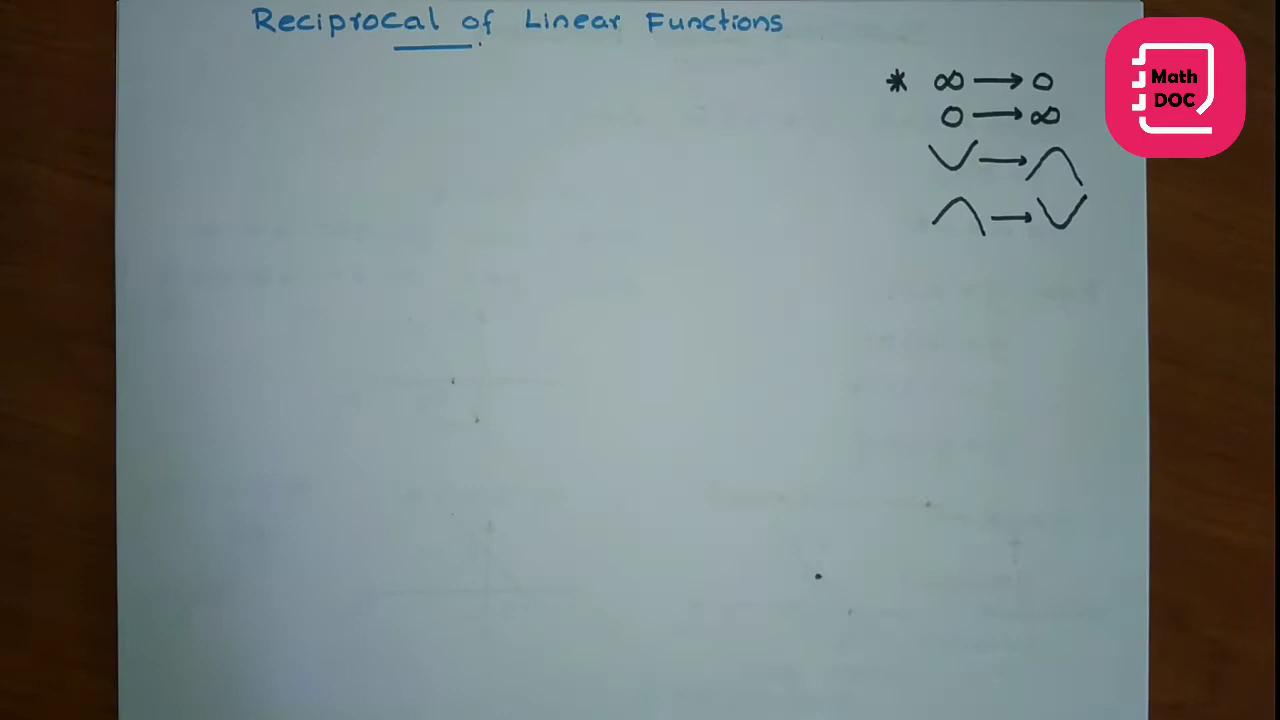 Reciprocal of Linear Functions
* ∞ → 0
0 → ∞
Math
DOC